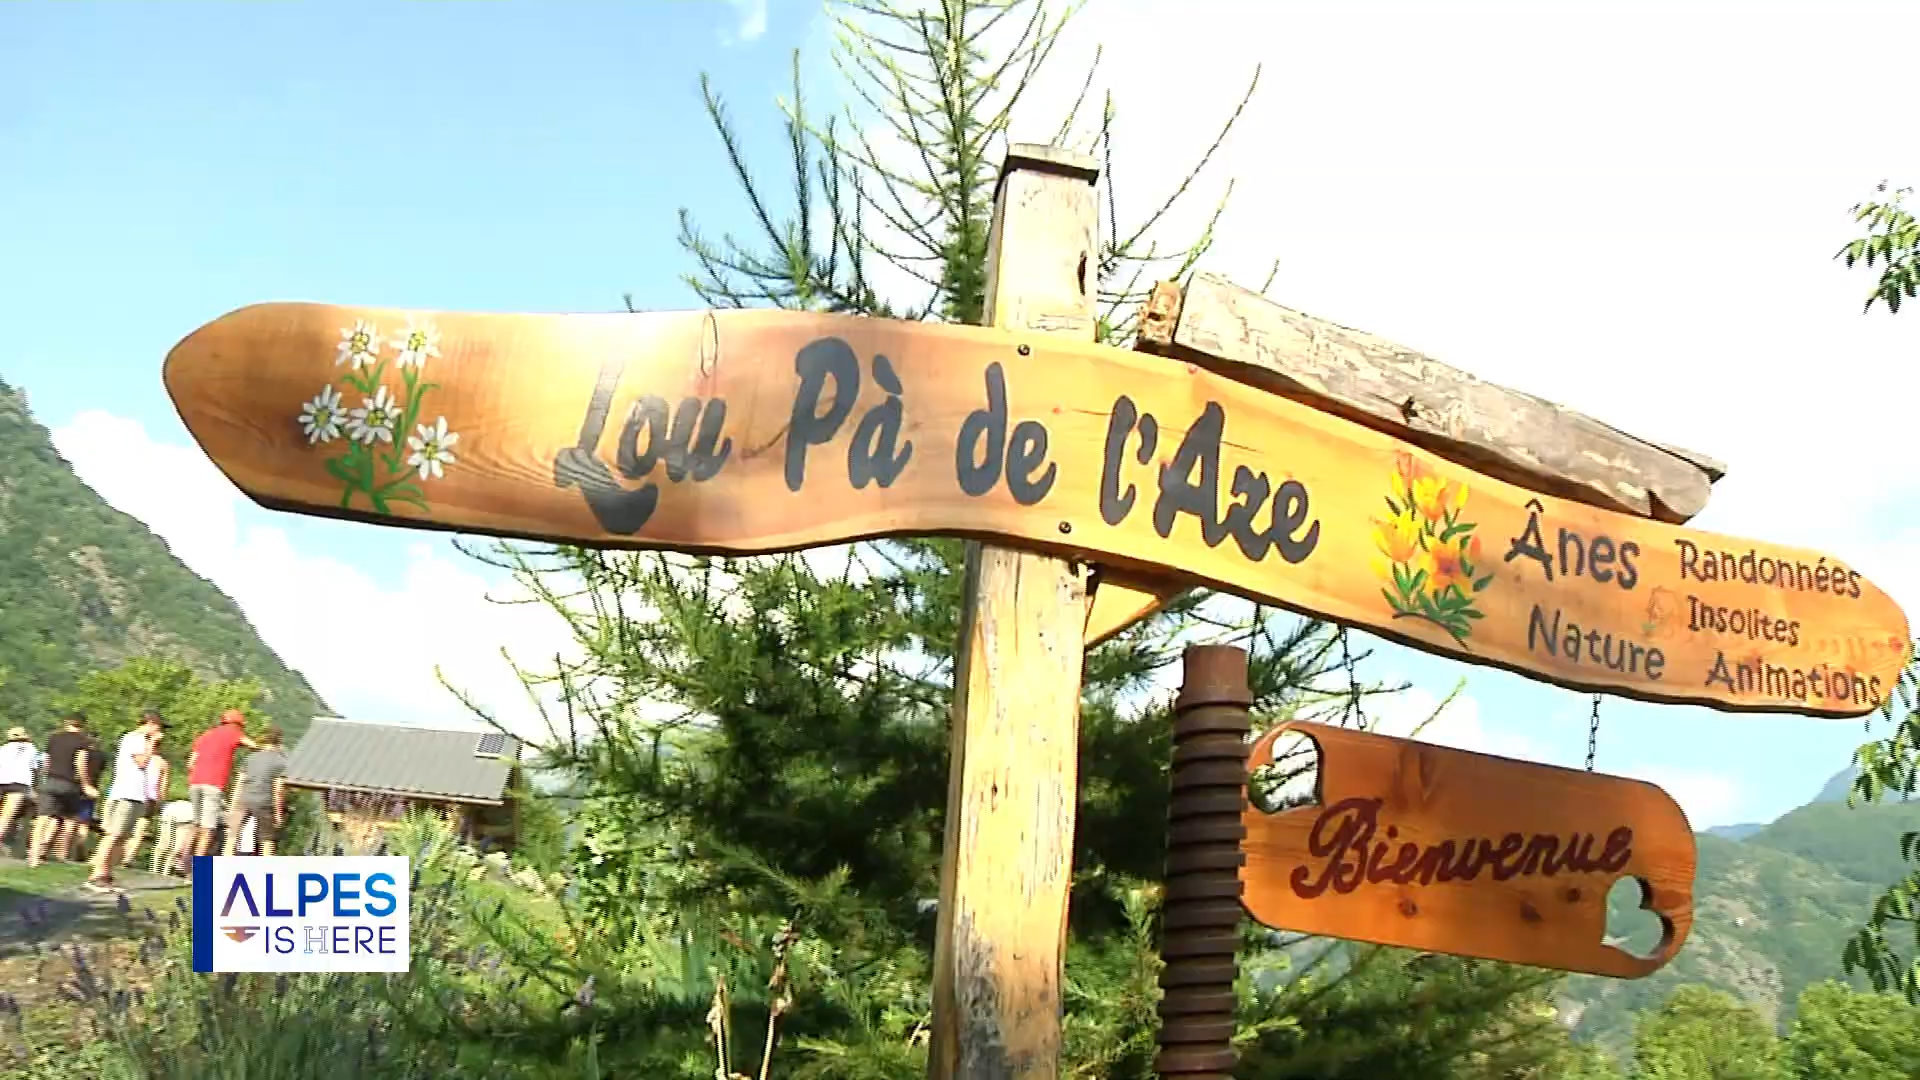 Lou Pà de l'Aze
Ânes Randonnées
Insolites
Nature Animations
Bienvenue
ALPES
IS HERE